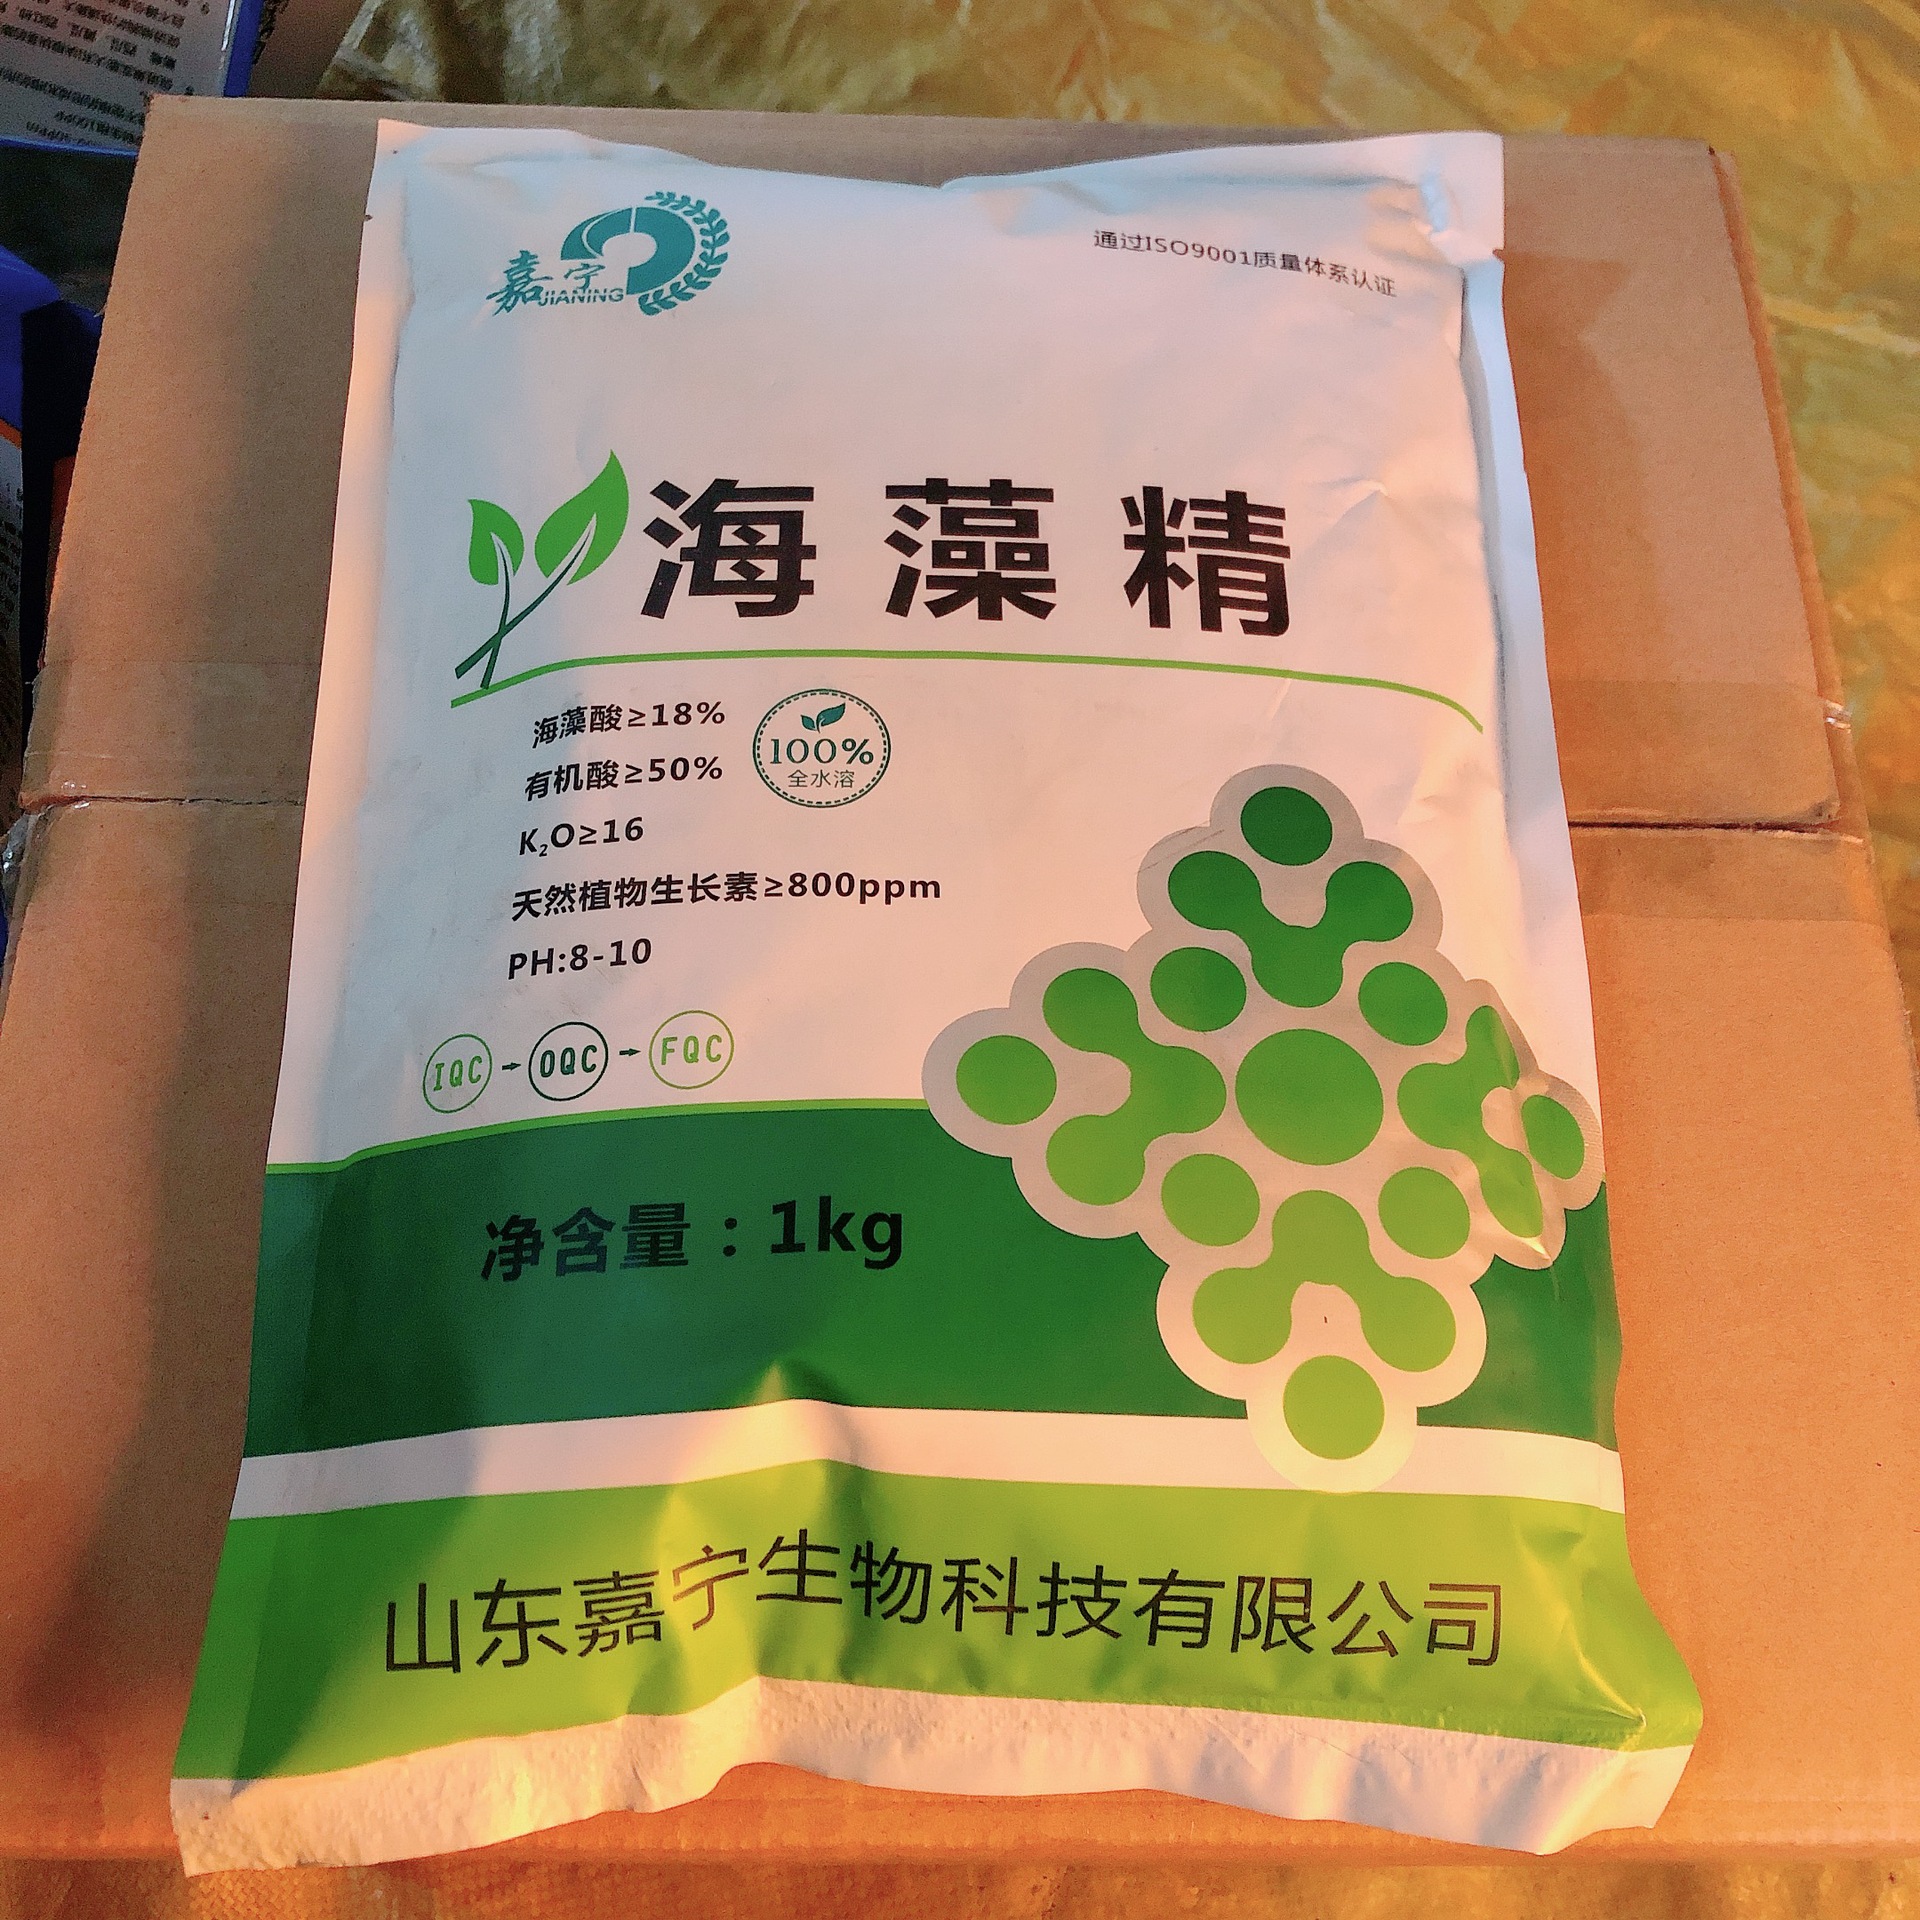 嘉宁
JIANING
通过ISO9001质量体系认证
海藻精
海藻酸≥18%
有机酸≥50%
100%
全水溶
K₂O≥16
天然植物生长素≥800ppm
PH:8-10
IQC→OQC→FQC
净含量：1kg
山东嘉宁生物科技有限公司